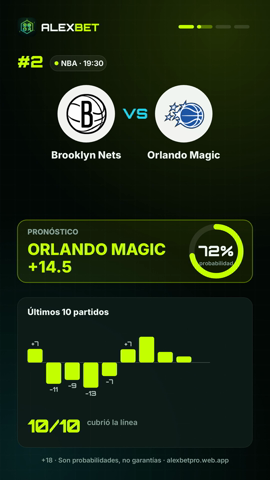 ALEXBET
#2
NBA · 19:30
B
VS
Brooklyn Nets
Orlando Magic
PRONÓSTICO
ORLANDO MAGIC
+14.5
72%
probabilidad
Últimos 10 partidos
+7
-11
-9
-13
-7
+7
10/10 cubrió la línea
+18 · Son probabilidades, no garantías · alexbetpro.web.app